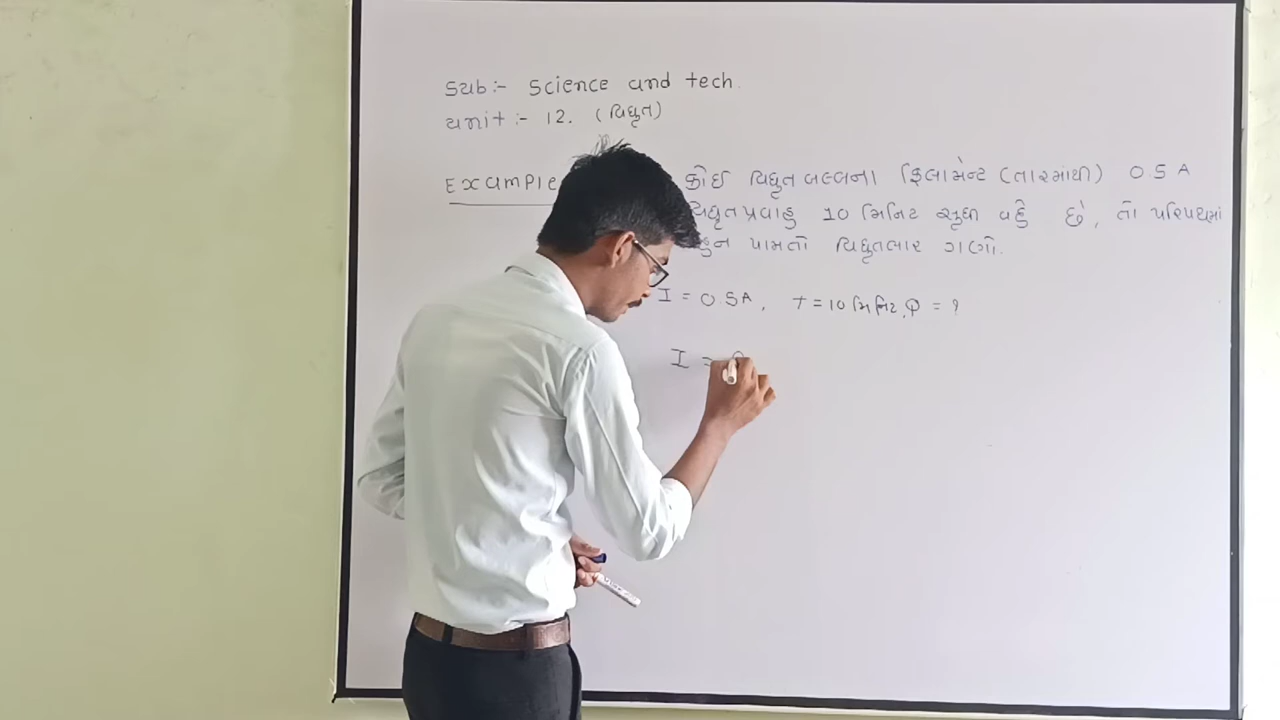 Sub:- Science and tech.
unit :- 12. (વિદ્યુત)
Example કોઈ વિદ્યુત બલ્બના ફિલામેન્ટ (તારમાંથી) 0.5 A
વિદ્યુતપ્રવાહ 10 મિનિટ સુધી વહે છે, તો પરિપથમાં
પામતો વિદ્યુતભાર ગણો.
I = 0.5A, t = 10 મિનિટ, Q = ?
I =